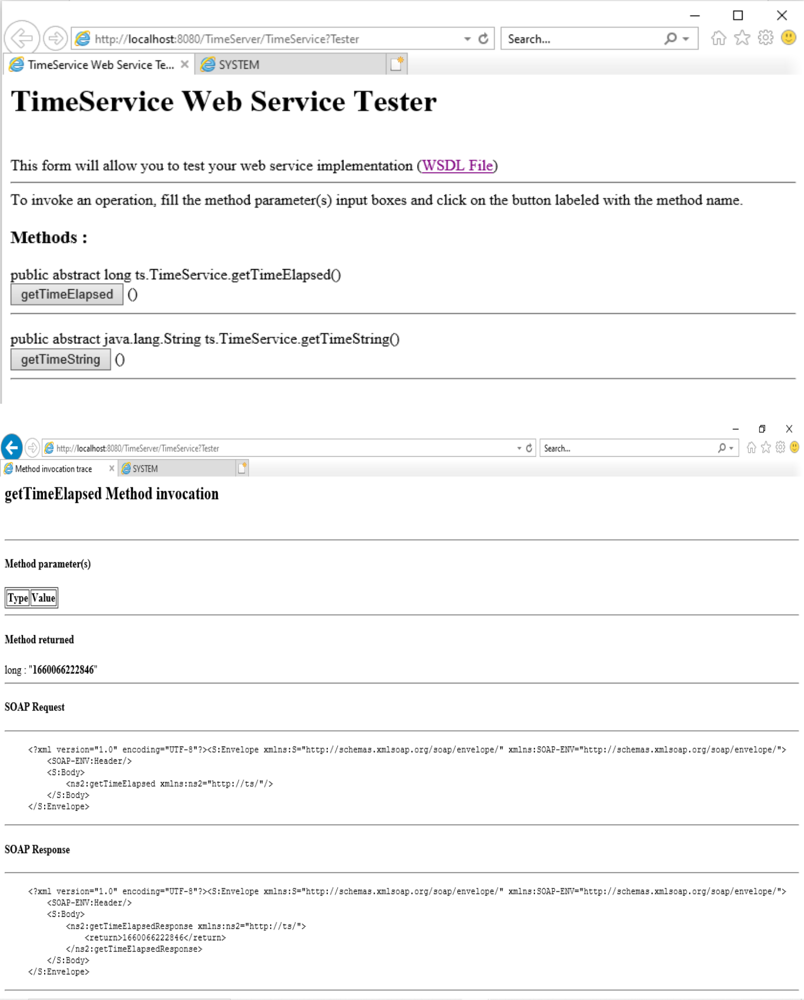 http://localhost:8080/TimeServer/TimeService?Tester
Search...
TimeService Web Service Te...
SYSTEM
TimeService Web Service Tester
This form will allow you to test your web service implementation (WSDL File)
To invoke an operation, fill the method parameter(s) input boxes and click on the button labeled with the method name.
Methods :
public abstract long ts.TimeService.getTimeElapsed()
getTimeElapsed ()
public abstract java.lang.String ts.TimeService.getTimeString()
getTimeString ()
http://localhost:8080/TimeServer/TimeService?Tester
Search...
Method invocation trace
SYSTEM
getTimeElapsed Method invocation
Method parameter(s)
Type Value
Method returned
long : "1660066222846"
SOAP Request
<?xml version="1.0" encoding="UTF-8"?><S:Envelope xmlns:S="http://schemas.xmlsoap.org/soap/envelope/" xmlns:SOAP-ENV="http://schemas.xmlsoap.org/soap/envelope/">
<SOAP-ENV:Header/>
<S:Body>
<ns2:getTimeElapsed xmlns:ns2="http://ts/"/>
</S:Body>
</S:Envelope>
SOAP Response
<?xml version="1.0" encoding="UTF-8"?><S:Envelope xmlns:S="http://schemas.xmlsoap.org/soap/envelope/" xmlns:SOAP-ENV="http://schemas.xmlsoap.org/soap/envelope/">
<SOAP-ENV:Header/>
<S:Body>
<ns2:getTimeElapsedResponse xmlns:ns2="http://ts/">
<return>1660066222846</return>
</ns2:getTimeElapsedResponse>
</S:Body>
</S:Envelope>